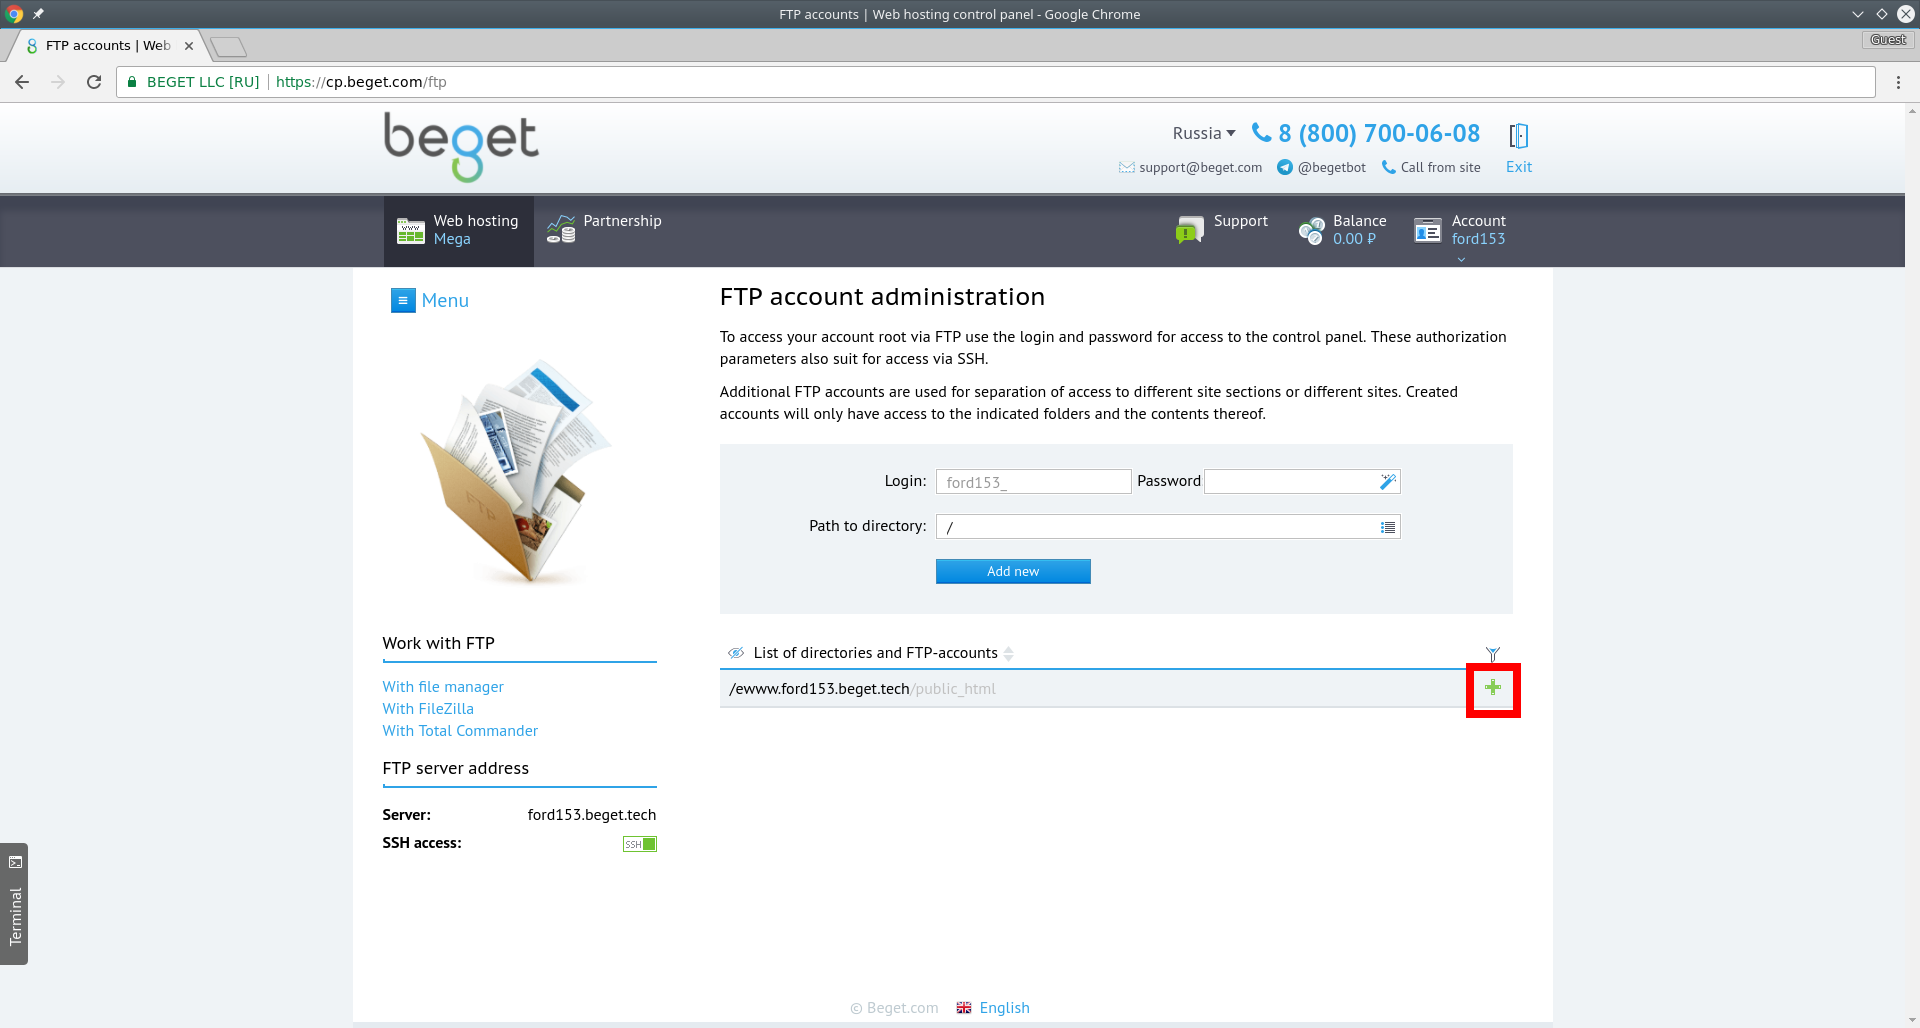 FTP accounts | Web hosting control panel - Google Chrome
FTP accounts | Web
Guest
BEGET LLC [RU] https://cp.beget.com/ftp
beget
Russia
8 (800) 700-06-08
support@beget.com
@begetbot
Call from site
Exit
Web hosting
Mega
Partnership
Support
Balance
0.00 ₽
Account
ford153
Menu
FTP account administration
To access your account root via FTP use the login and password for access to the control panel. These authorization
parameters also suit for access via SSH.
Additional FTP accounts are used for separation of access to different site sections or different sites. Created
accounts will only have access to the indicated folders and the contents thereof.
Login: ford153_ Password
Path to directory: /
Add new
FTP
List of directories and FTP-accounts
/ewww.ford153.beget.tech/public_html
Work with FTP
With file manager
With FileZilla
With Total Commander
FTP server address
Server: ford153.beget.tech
SSH access: SSH
Terminal
© Beget.com English